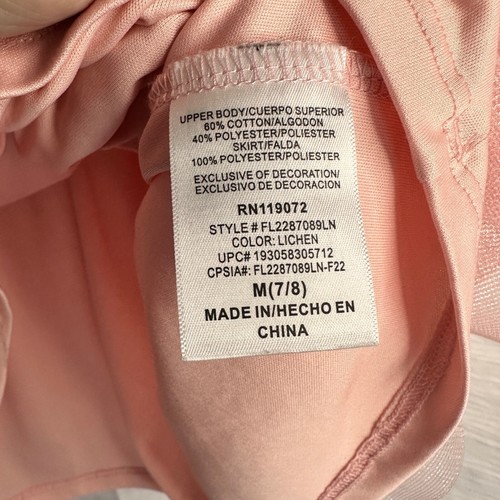 UPPER BODY/CUERPO SUPERIOR
60% COTTON/ALGODON
40% POLYESTER/POLIESTER
SKIRT/FALDA
100% POLYESTER/POLIESTER
EXCLUSIVE OF DECORATION/
EXCLUSIVO DE DECORACION
RN119072
STYLE # FL2287089LN
COLOR: LICHEN
UPC# 193058305712
CPSIA#: FL2287089LN-F22
M(7/8)
MADE IN/HECHO EN
CHINA